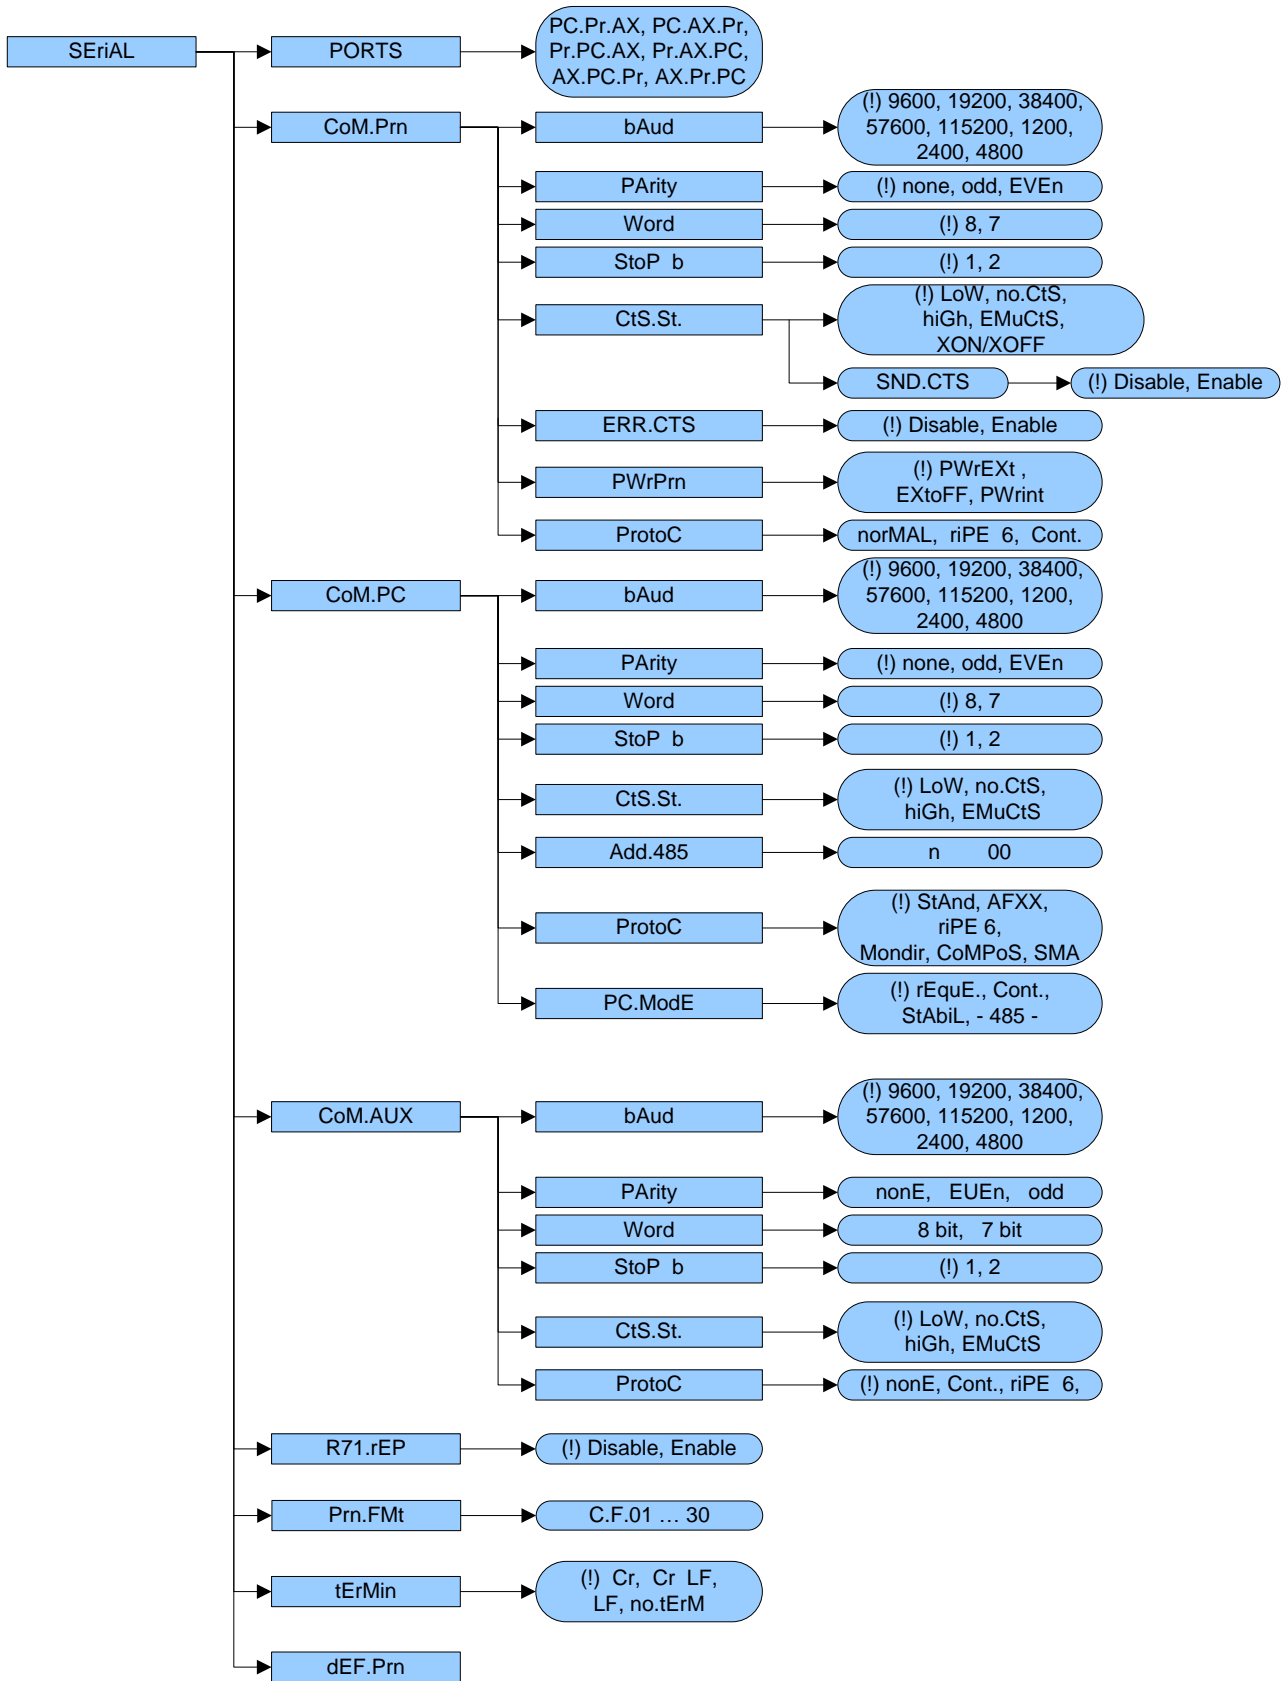 SEriAL
PORTS
PC.Pr.AX, PC.AX.Pr,
Pr.PC.AX, Pr.AX.PC,
AX.PC.Pr, AX.Pr.PC
CoM.Prn
bAud
(!) 9600, 19200, 38400,
57600, 115200, 1200,
2400, 4800
PArity
(!) none, odd, EVEn
Word
(!) 8, 7
StoP b
(!) 1, 2
CtS.St.
(!) LoW, no.CtS,
hiGh, EMuCtS,
XON/XOFF
SND.CTS
(!) Disable, Enable
ERR.CTS
(!) Disable, Enable
PWrPrn
(!) PWrEXt ,
EXtoFF, PWrint
ProtoC
norMAL, riPE 6, Cont.
CoM.PC
bAud
(!) 9600, 19200, 38400,
57600, 115200, 1200,
2400, 4800
PArity
(!) none, odd, EVEn
Word
(!) 8, 7
StoP b
(!) 1, 2
CtS.St.
(!) LoW, no.CtS,
hiGh, EMuCtS
Add.485
n 00
ProtoC
(!) StAnd, AFXX,
riPE 6,
Mondir, CoMPoS, SMA
PC.ModE
(!) rEquE., Cont.,
StAbiL, - 485 -
CoM.AUX
bAud
(!) 9600, 19200, 38400,
57600, 115200, 1200,
2400, 4800
PArity
nonE, EUEn, odd
Word
8 bit, 7 bit
StoP b
(!) 1, 2
CtS.St.
(!) LoW, no.CtS,
hiGh, EMuCtS
ProtoC
(!) nonE, Cont., riPE 6,
R71.rEP
(!) Disable, Enable
Prn.FMt
C.F.01 … 30
tErMin
(!) Cr, Cr LF,
LF, no.tErM
dEF.Prn